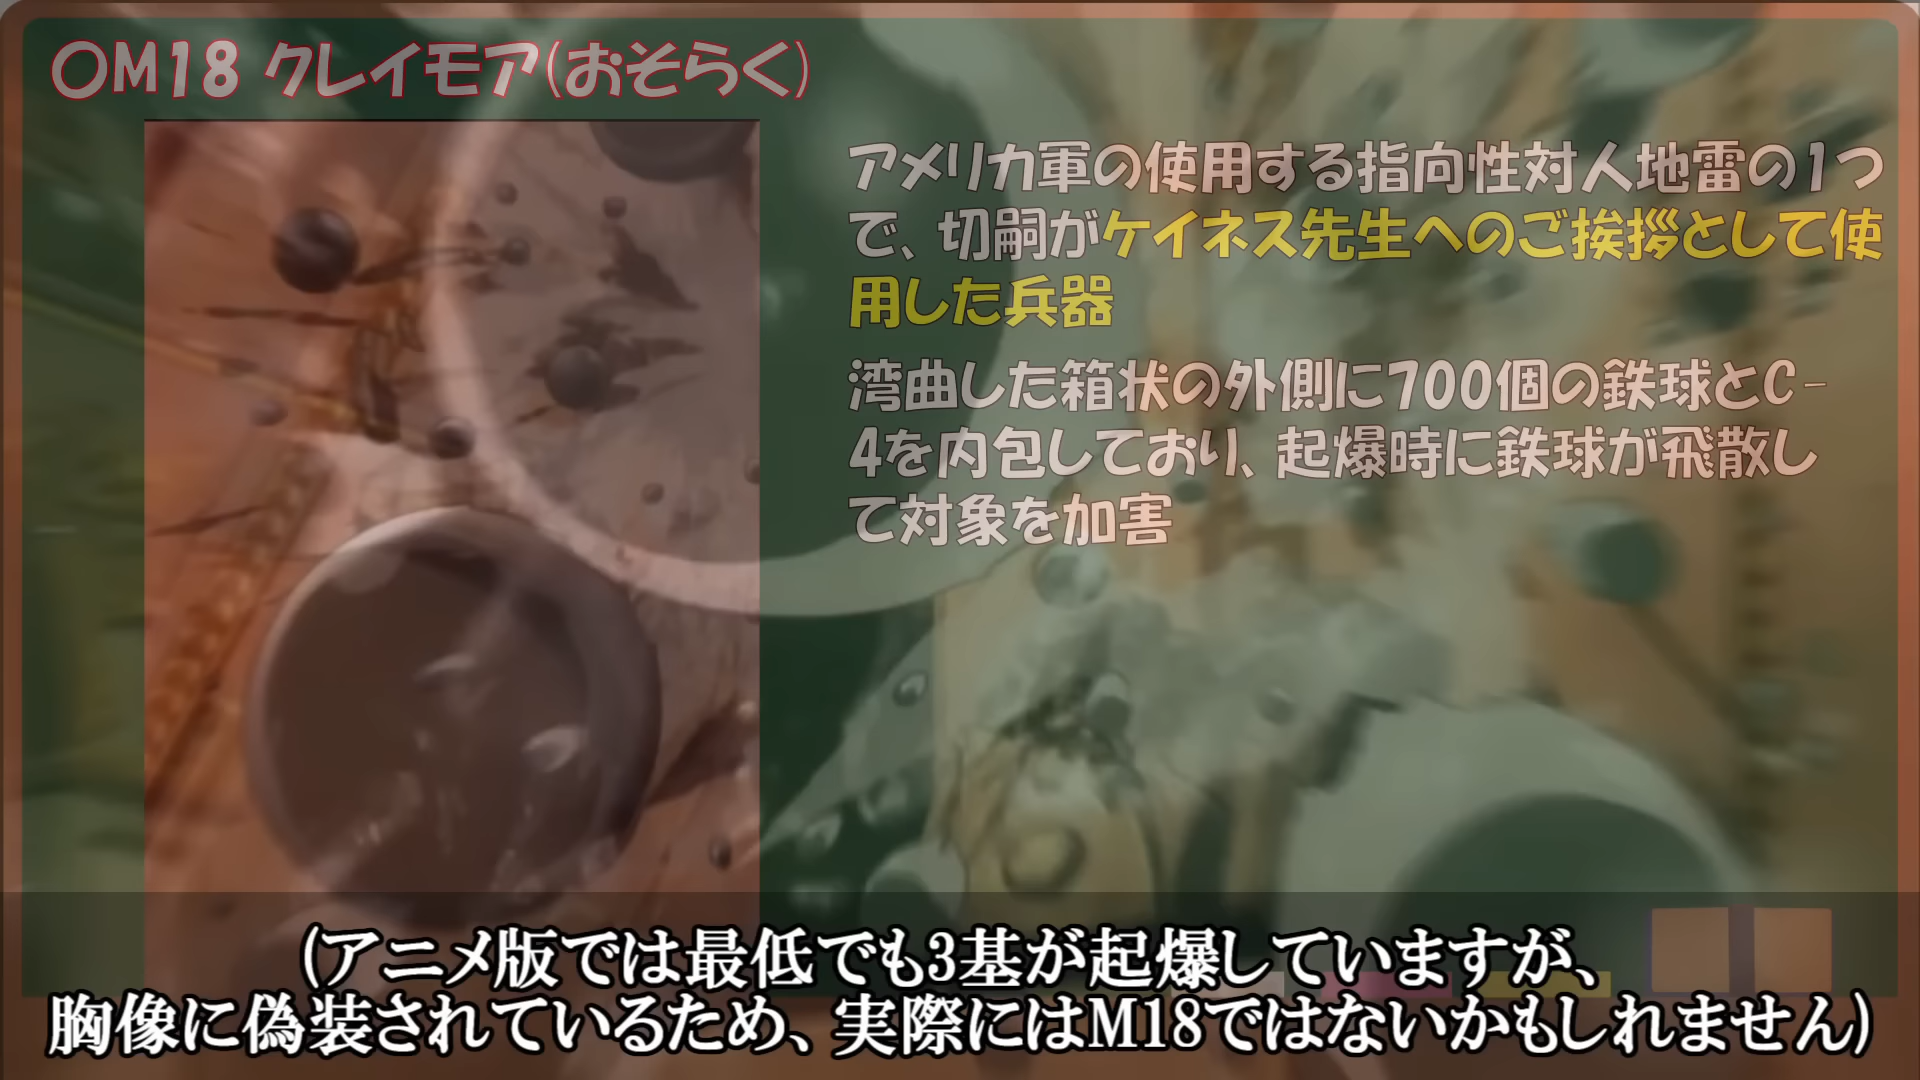 〇M18 クレイモア(おそらく)
アメリカ軍の使用する指向性対人地雷の1つ
で、切嗣がケイネス先生へのご挨拶として使
用した兵器
湾曲した箱状の外側に700個の鉄球とC-
4を内包しており、起爆時に鉄球が飛散し
て対象を加害
(アニメ版では最低でも3基が起爆していますが、
胸像に偽装されているため、実際にはM18ではないかもしれません)